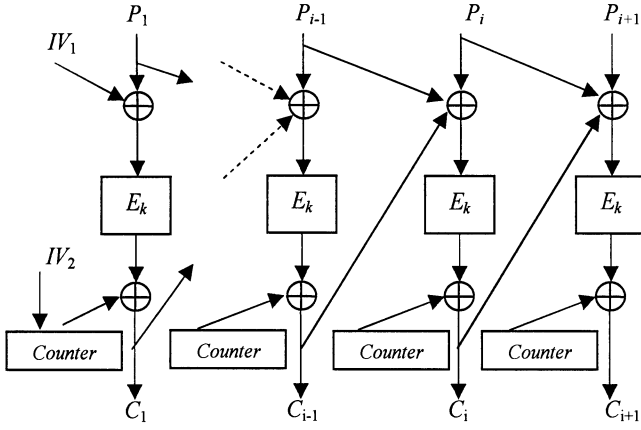 P1 Pi-1 Pi Pi+1
IV1
Ek Ek Ek Ek
IV2
Counter Counter Counter Counter
C1 Ci-1 Ci Ci+1